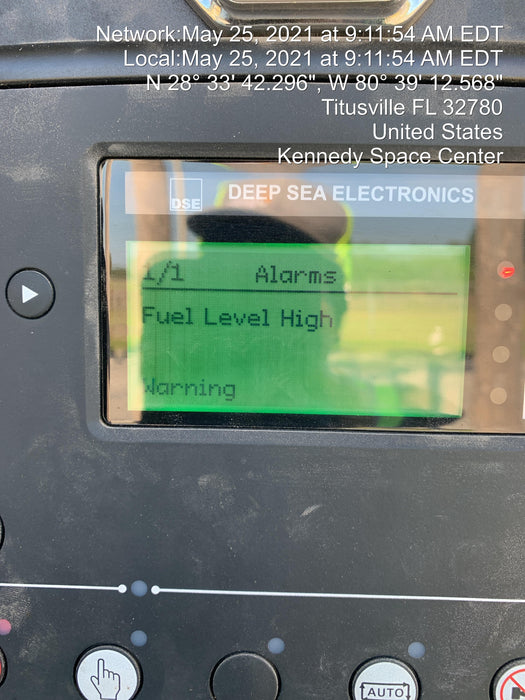 Network:May 25, 2021 at 9:11:54 AM EDT
Local:May 25, 2021 at 9:11:54 AM EDT
N 28° 33' 42.296", W 80° 39' 12.568"
Titusville FL 32780
United States
Kennedy Space Center
DSE DEEP SEA ELECTRONICS
1/1 Alarms
Fuel Level High
Warning
AUTO